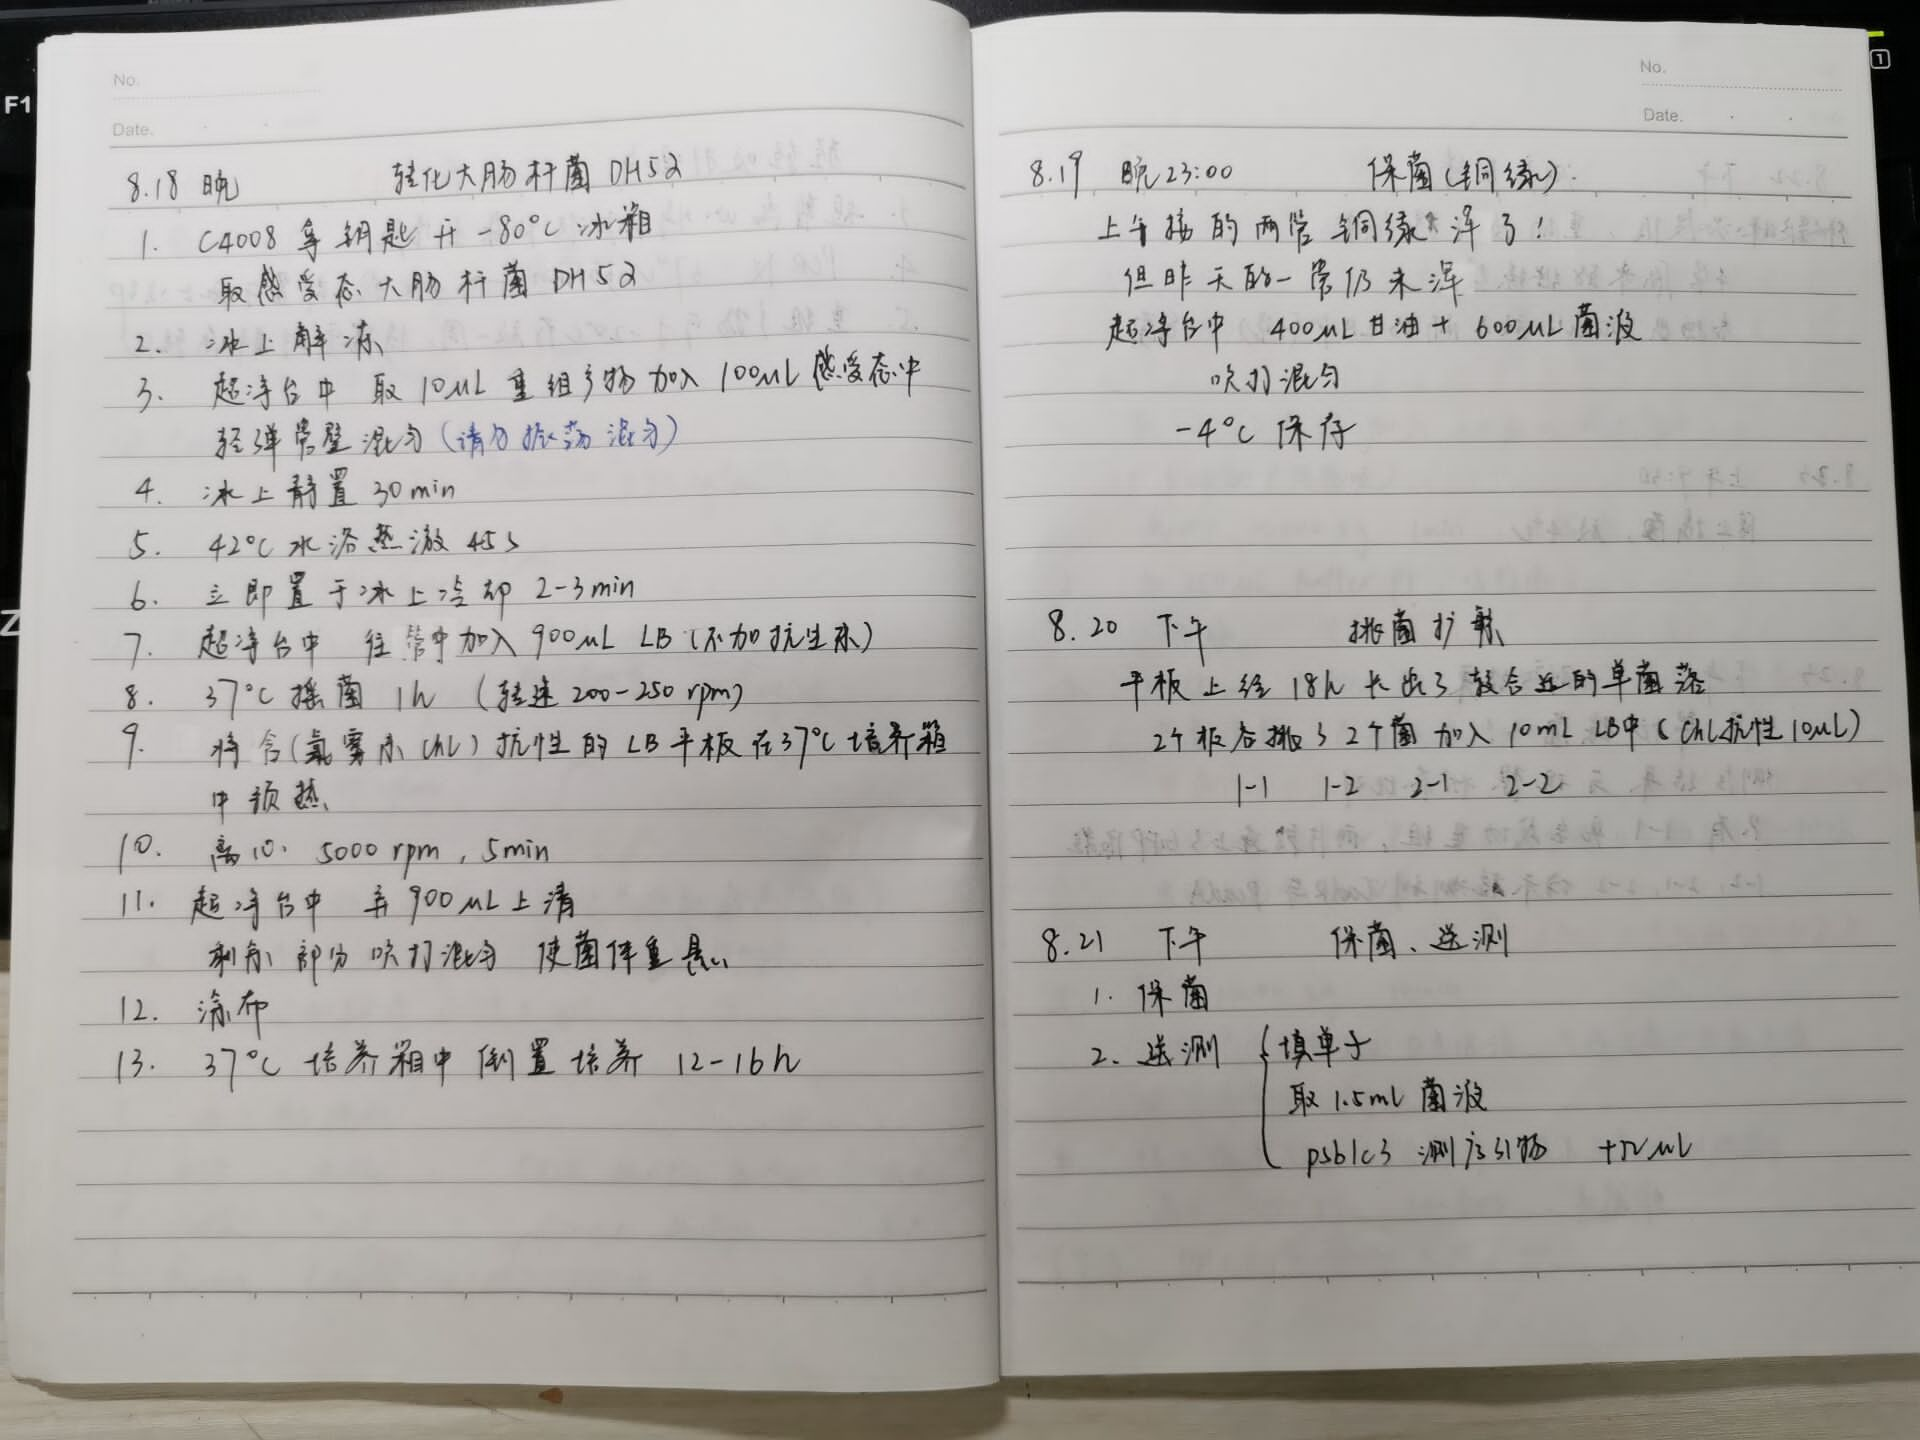 F1
Z
1
No.
Date.
8.18 晚 转化大肠杆菌 DH5α
1. C4008 拿钥匙开 -80°C 冰箱
取感受态大肠杆菌 DH5α
2. 冰上解冻
3. 超净台中 取 10μL 重组产物加入 100μL 感受态中
轻弹管壁混匀(请勿振荡混匀)
4. 冰上静置 30min
5. 42°C 水浴热激 45s
6. 立即置于冰上冷却 2-3min
7. 超净台中 往管中加入 900μL LB (不加抗生素)
8. 37°C 摇菌 1h (转速 200-250 rpm)
9. 将含(氯霉素 Chl) 抗性的 LB 平板在 37°C 培养箱
中预热
10. 离心 5000 rpm, 5min
11. 超净台中 弃 900μL 上清
剩余部分吹打混匀 使菌体重悬
12. 涂布
13. 37°C 培养箱中倒置培养 12-16h
No.
Date.
8.19 晚 23:00 保菌(铜绿).
上午接的两管铜绿浑了!
但昨天的一管仍未浑
超净台中 400μL 甘油 + 600μL 菌液
吹打混匀
-4°C 保存
8.20 下午 挑菌扩繁
平板上经 18h 长出了较合适的单菌落
2个板各挑了2个菌加入 10mL LB中 (Chl抗性 10μL)
1-1 1-2 2-1 2-2
8.21 下午 保菌、送测
1. 保菌
2. 送测 { 填单子
取 1.5mL 菌液
psb1c3 测序引物 μL